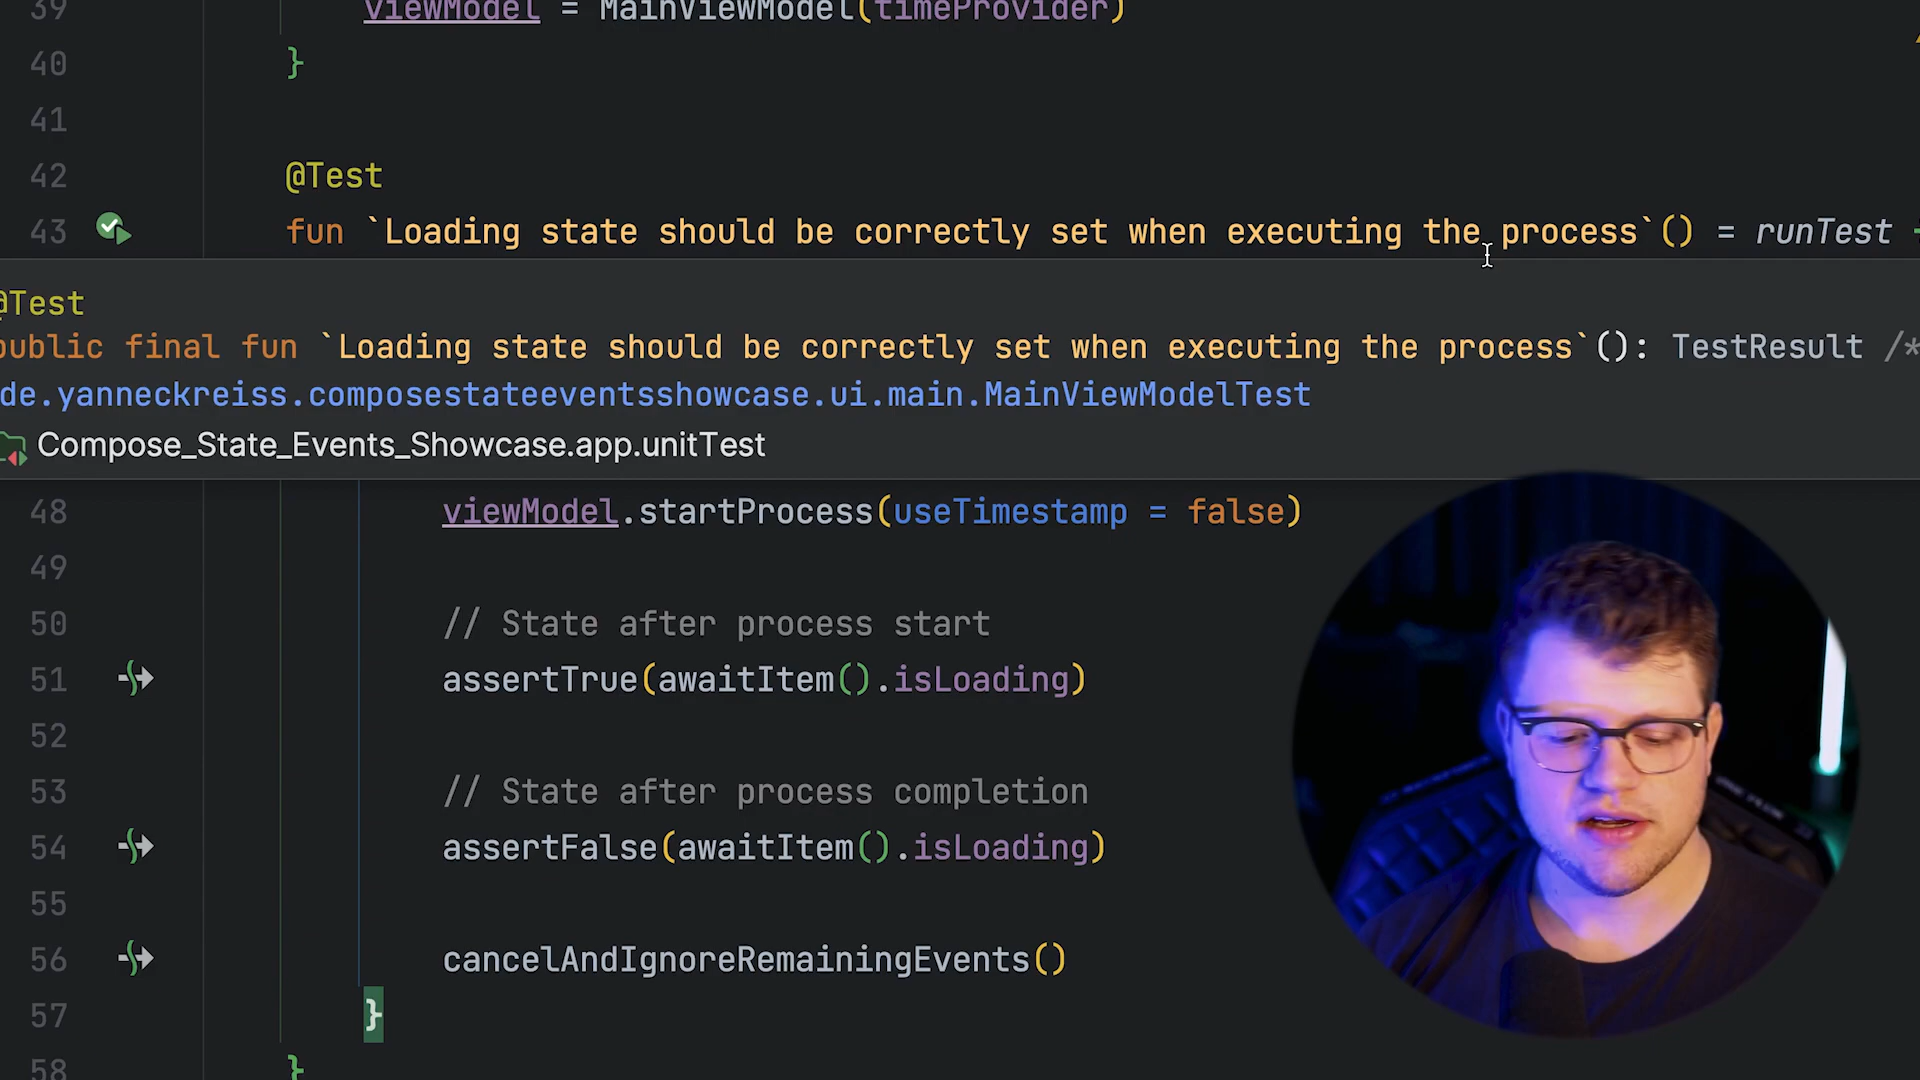 39 viewModel = MainViewModel(timeProvider)
40 }
41
42 @Test
43 fun `Loading state should be correctly set when executing the process`() = runTest
@Test
public final fun `Loading state should be correctly set when executing the process`(): TestResult /*
de.yanneckreiss.composestateeventsshowcase.ui.main.MainViewModelTest
Compose_State_Events_Showcase.app.unitTest
48 viewModel.startProcess(useTimestamp = false)
49
50 // State after process start
51 assertTrue(awaitItem().isLoading)
52
53 // State after process completion
54 assertFalse(awaitItem().isLoading)
55
56 cancelAndIgnoreRemainingEvents()
57 }
58 }